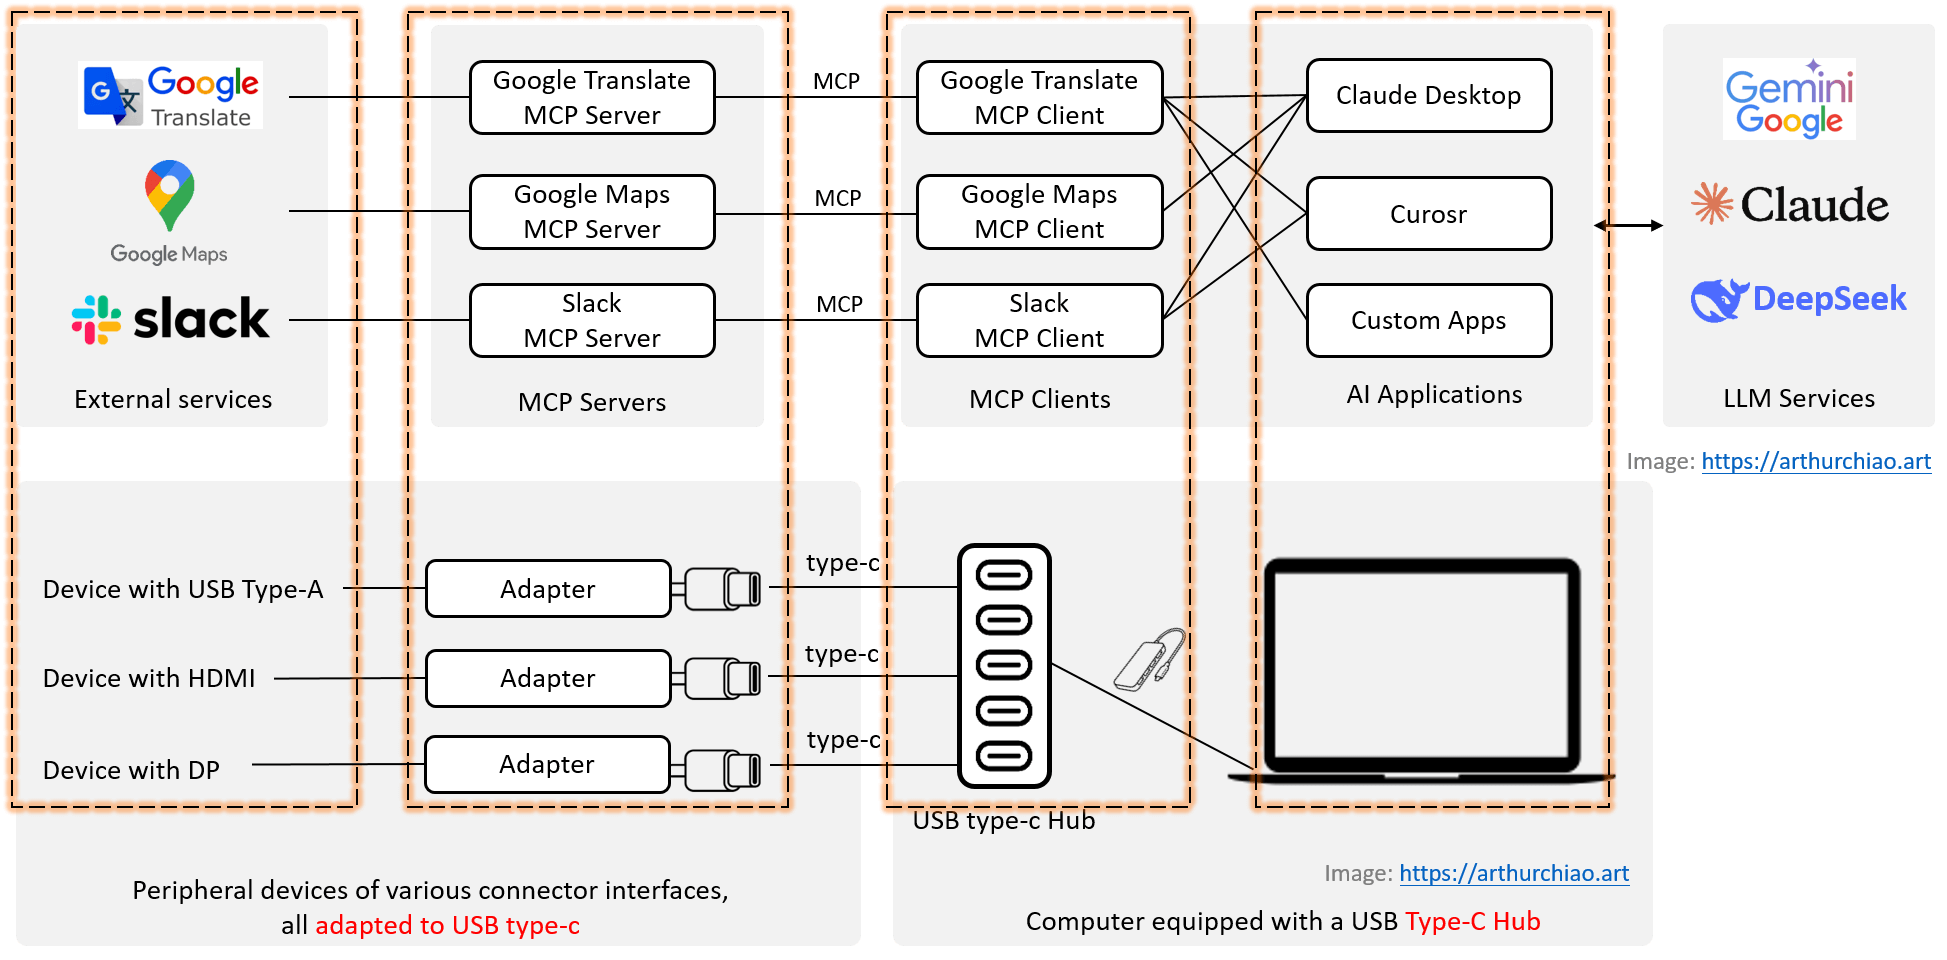 Google
Translate
Google Maps
slack
External services
Google Translate
MCP Server
Google Maps
MCP Server
Slack
MCP Server
MCP Servers
MCP
MCP
MCP
Google Translate
MCP Client
Google Maps
MCP Client
Slack
MCP Client
MCP Clients
Claude Desktop
Curosr
Custom Apps
AI Applications
Gemini
Google
Claude
DeepSeek
LLM Services
Image: https://arthurchiao.art
Device with USB Type-A
Device with HDMI
Device with DP
Adapter
Adapter
Adapter
type-c
type-c
type-c
USB type-c Hub
Peripheral devices of various connector interfaces,
all adapted to USB type-c
Image: https://arthurchiao.art
Computer equipped with a USB Type-C Hub